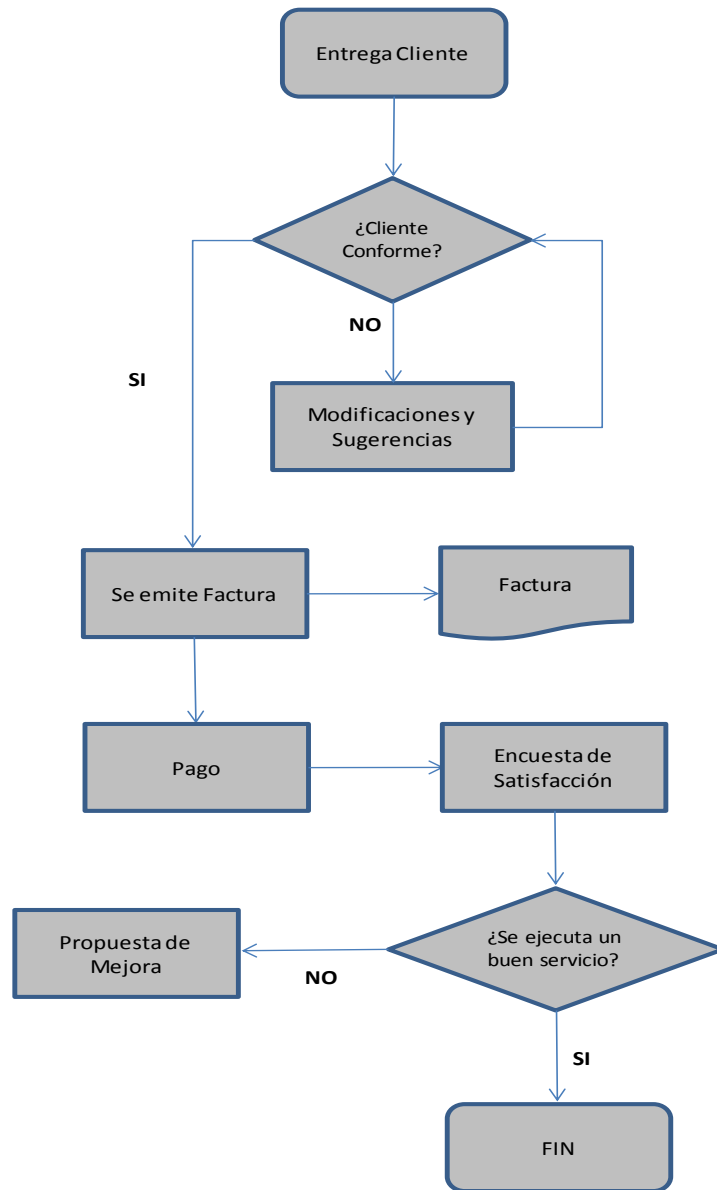 Entrega Cliente
¿Cliente
Conforme?
NO
SI
Modificaciones y
Sugerencias
Se emite Factura
Factura
Pago
Encuesta de
Satisfacción
¿Se ejecuta un
buen servicio?
Propuesta de
Mejora
NO
SI
FIN